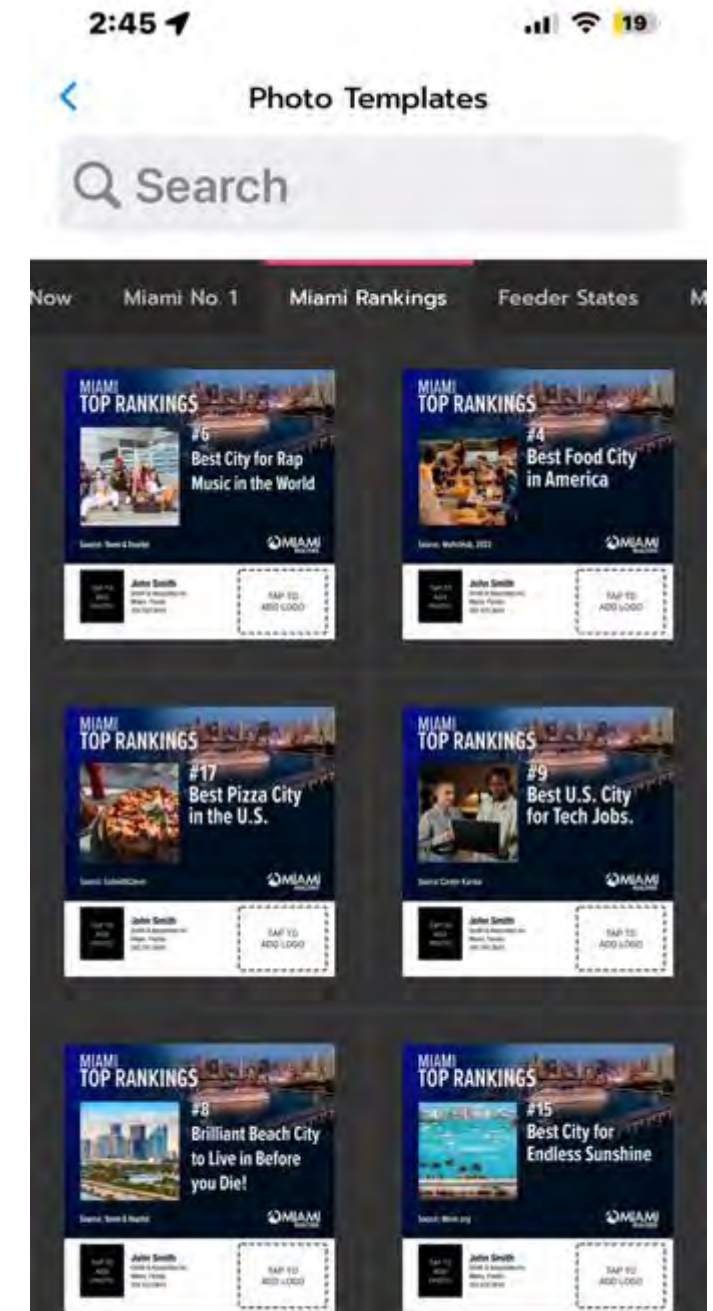 2:45
19
Photo Templates
Search
Now Miami No. 1 Miami Rankings Feeder States M
MIAMI
TOP RANKINGS
#6
Best City for Rap
Music in the World
MIAMI
John Smith
TAP TO
ADD LOGO
MIAMI
TOP RANKINGS
#4
Best Food City
in America
Source: WalletHub, 2023
MIAMI
John Smith
TAP TO
ADD LOGO
MIAMI
TOP RANKINGS
#17
Best Pizza City
in the U.S.
MIAMI
John Smith
TAP TO
ADD LOGO
MIAMI
TOP RANKINGS
#9
Best U.S. City
for Tech Jobs.
MIAMI
John Smith
TAP TO
ADD LOGO
MIAMI
TOP RANKINGS
#8
Brilliant Beach City
to Live in Before
you Die!
MIAMI
John Smith
TAP TO
ADD LOGO
MIAMI
TOP RANKINGS
#15
Best City for
Endless Sunshine
MIAMI
John Smith
TAP TO
ADD LOGO